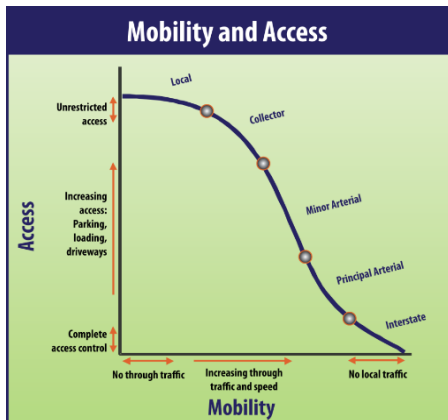 Mobility and Access
Local
Unrestricted
access
Collector
Increasing
access:
Parking,
loading,
driveways
Minor Arterial
Access
Principal Arterial
Interstate
Complete
access control
No through traffic
Increasing through
traffic and speed
No local traffic
Mobility